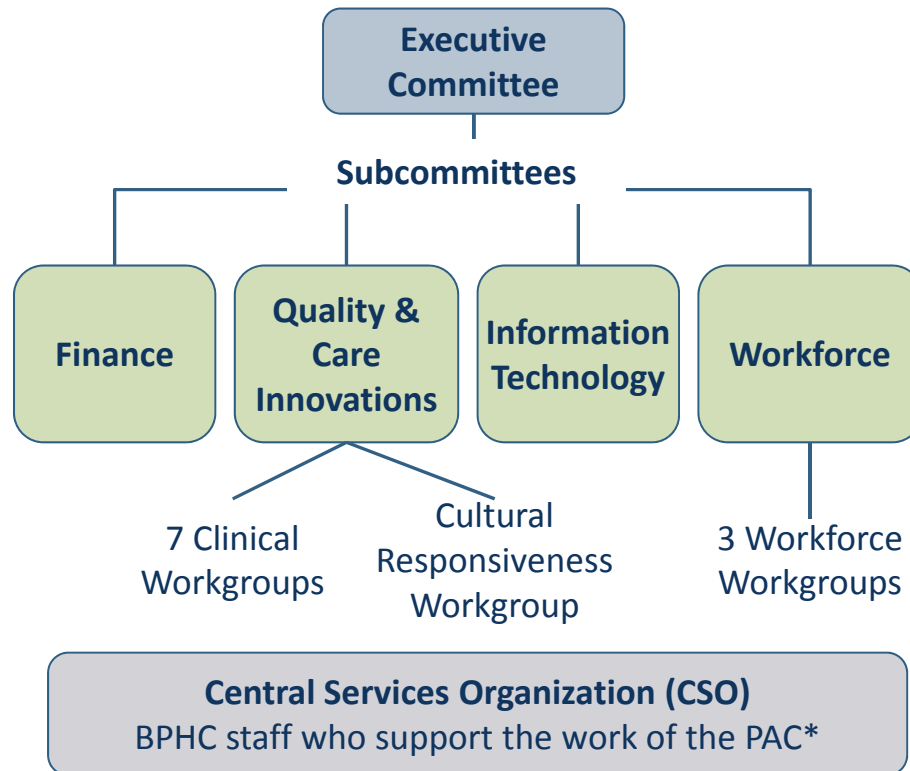 Executive
Committee
Subcommittees
Finance
Quality &
Care
Innovations
Information
Technology
Workforce
7 Clinical
Workgroups
Cultural
Responsiveness
Workgroup
3 Workforce
Workgroups
Central Services Organization (CSO)
BPHC staff who support the work of the PAC*